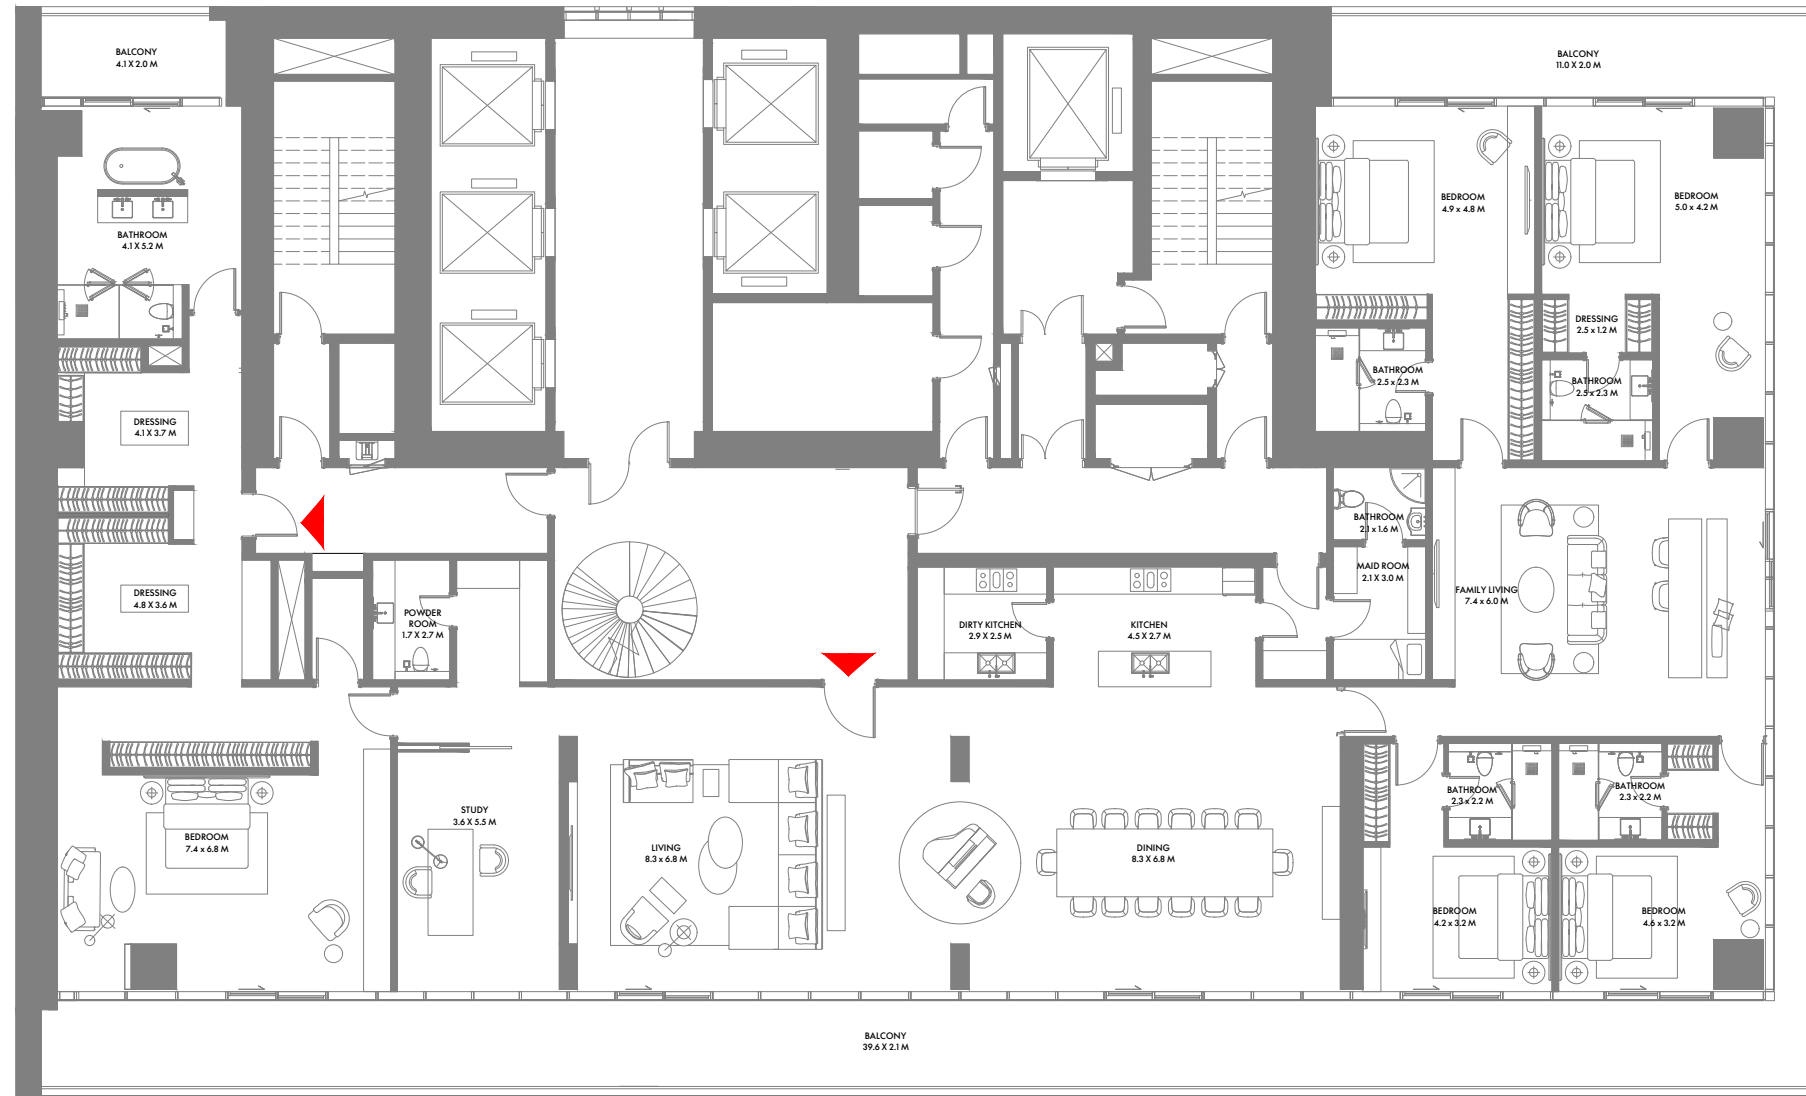 BALCONY
4.1 X 2.0 M
BALCONY
11.0 X 2.0 M
BATHROOM
4.1 X 5.2 M
BEDROOM
4.9 x 4.8 M
BEDROOM
5.0 x 4.2 M
DRESSING
2.5 x 1.2 M
BATHROOM
2.5 x 2.3 M
BATHROOM
2.5 x 2.3 M
DRESSING
4.1 X 3.7 M
BATHROOM
2.1 x 1.6 M
MAID ROOM
2.1 X 3.0 M
FAMILY LIVING
7.4 x 6.0 M
DRESSING
4.8 X 3.6 M
POWDER
ROOM
1.7 X 2.7 M
DIRTY KITCHEN
2.9 X 2.5 M
KITCHEN
4.5 X 2.7 M
BATHROOM
2.3 x 2.2 M
BATHROOM
2.3 x 2.2 M
STUDY
3.6 X 5.5 M
BEDROOM
7.4 x 6.8 M
LIVING
8.3 x 6.8 M
DINING
8.3 X 6.8 M
BEDROOM
4.2 x 3.2 M
BEDROOM
4.6 x 3.2 M
BALCONY
39.6 X 2.1 M